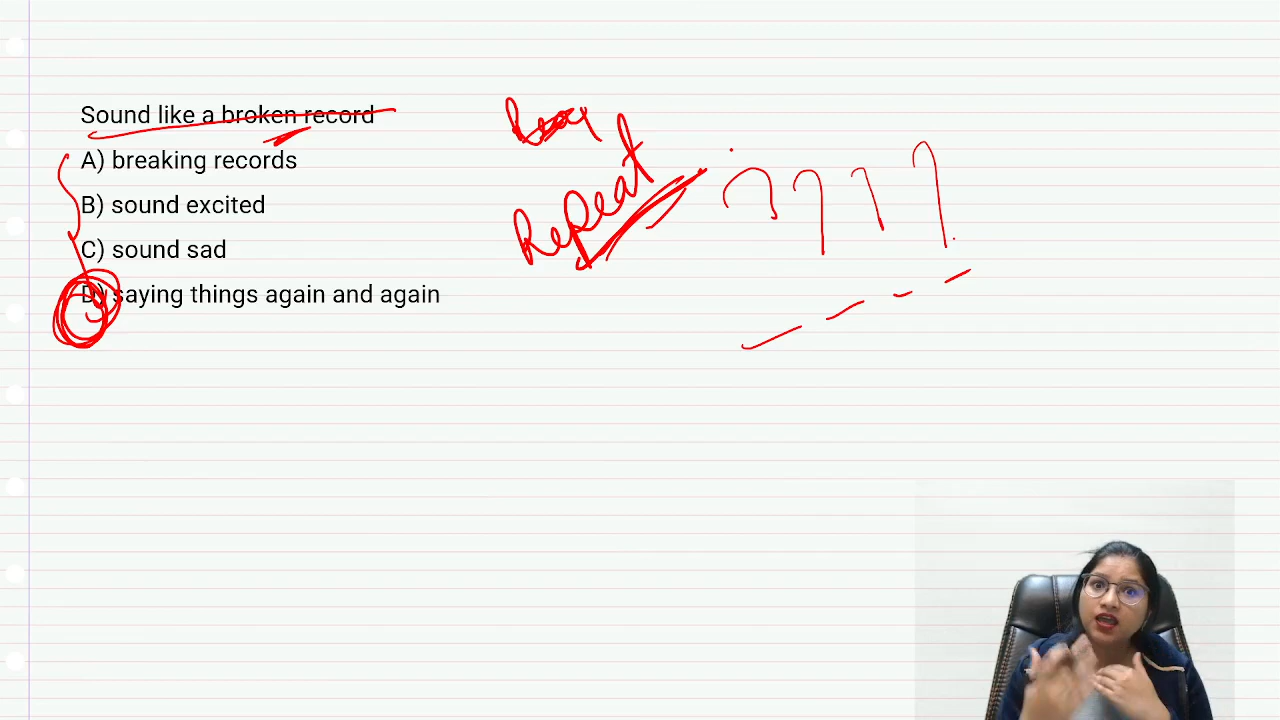 Sound like a broken record
A) breaking records
B) sound excited
C) sound sad
D) saying things again and again
Repeat